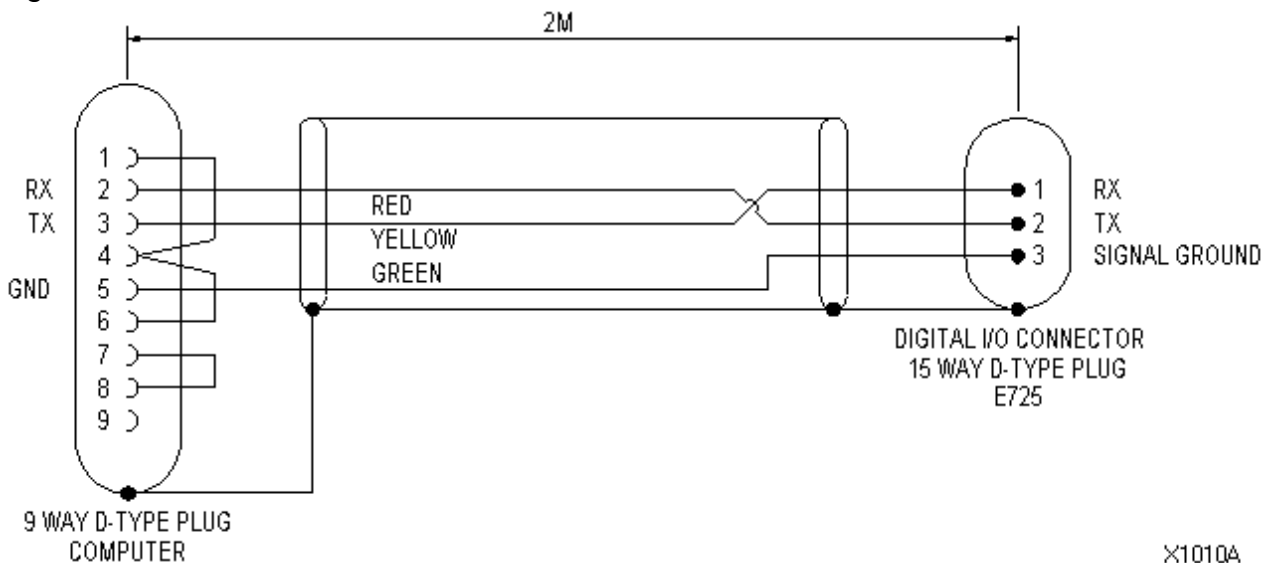 2M
1
RX 2
TX 3
4
GND 5
6
7
8
9
RED
YELLOW
GREEN
1 RX
2 TX
3 SIGNAL GROUND
DIGITAL I/O CONNECTOR
15 WAY D-TYPE PLUG
E725
9 WAY D-TYPE PLUG
COMPUTER
X1010A